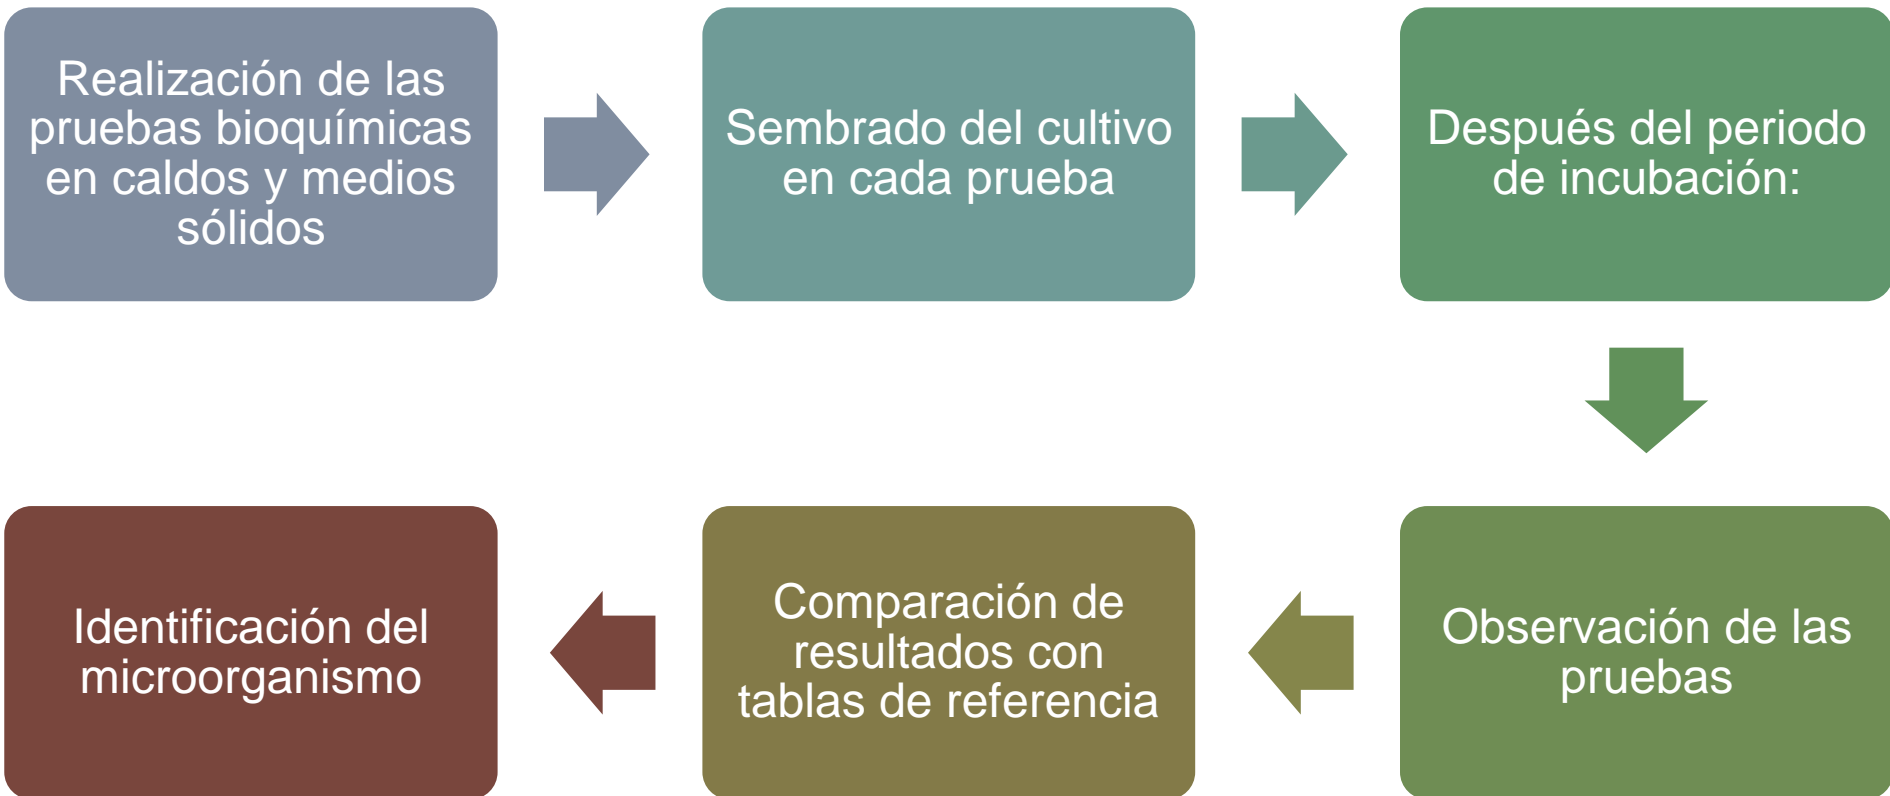 Realización de las
pruebas bioquímicas
en caldos y medios
sólidos
Sembrado del cultivo
en cada prueba
Después del periodo
de incubación:
Observación de las
pruebas
Comparación de
resultados con
tablas de referencia
Identificación del
microorganismo